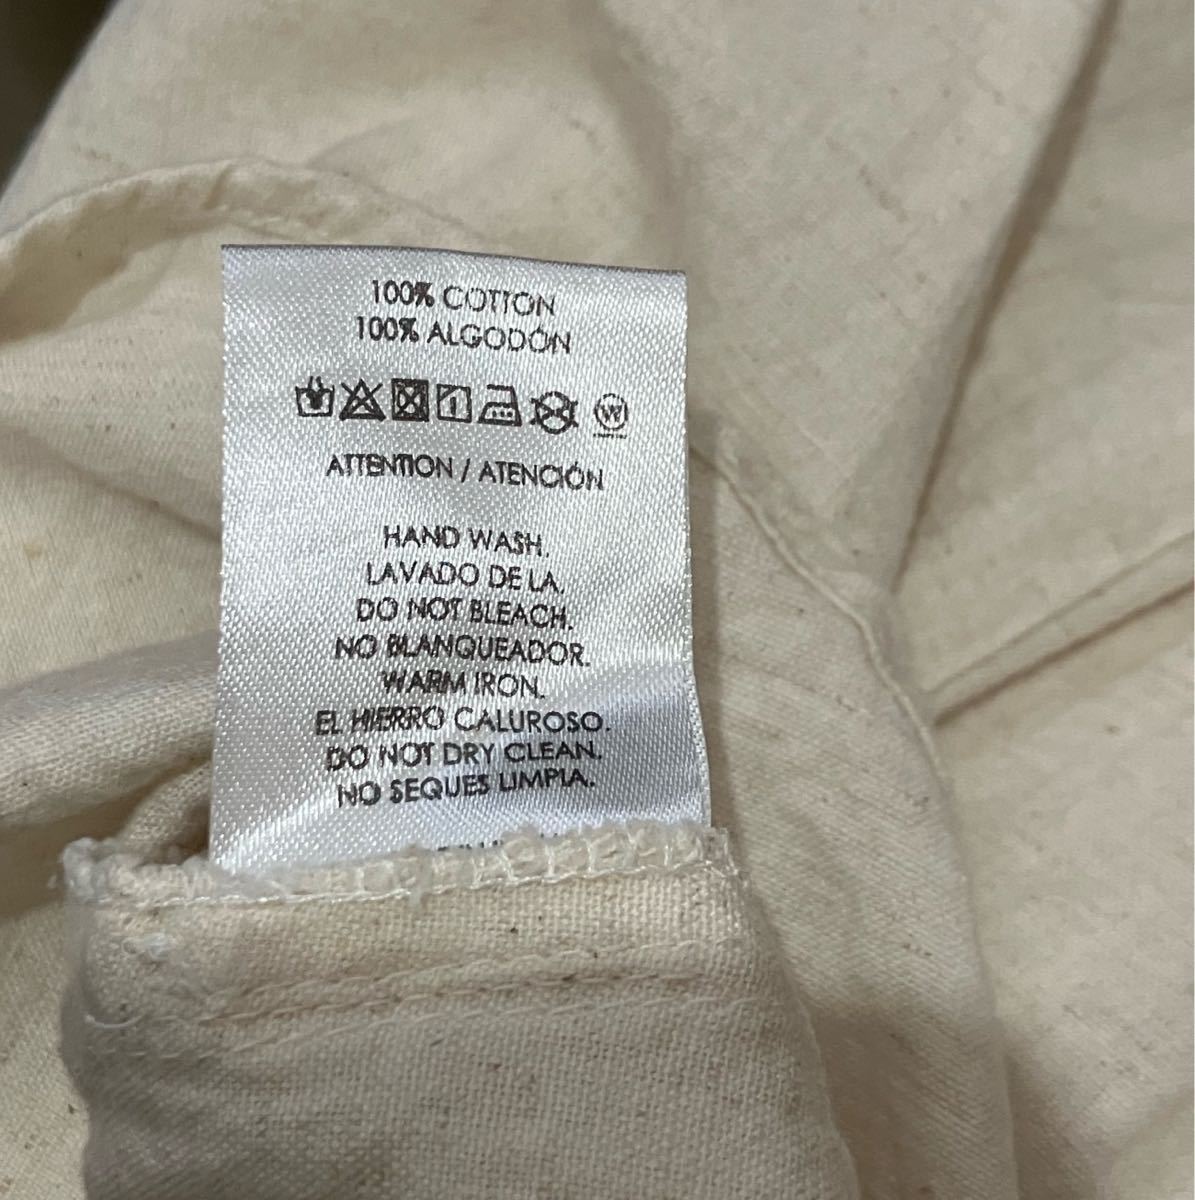 100% COTTON
100% ALGODÓN
W
ATTENTION / ATENCIÓN
HAND WASH.
LAVADO DE LA.
DO NOT BLEACH.
NO BLANQUEADOR.
WARM IRON.
EL HIERRO CALUROSO.
DO NOT DRY CLEAN.
NO SEQUES LIMPIA.